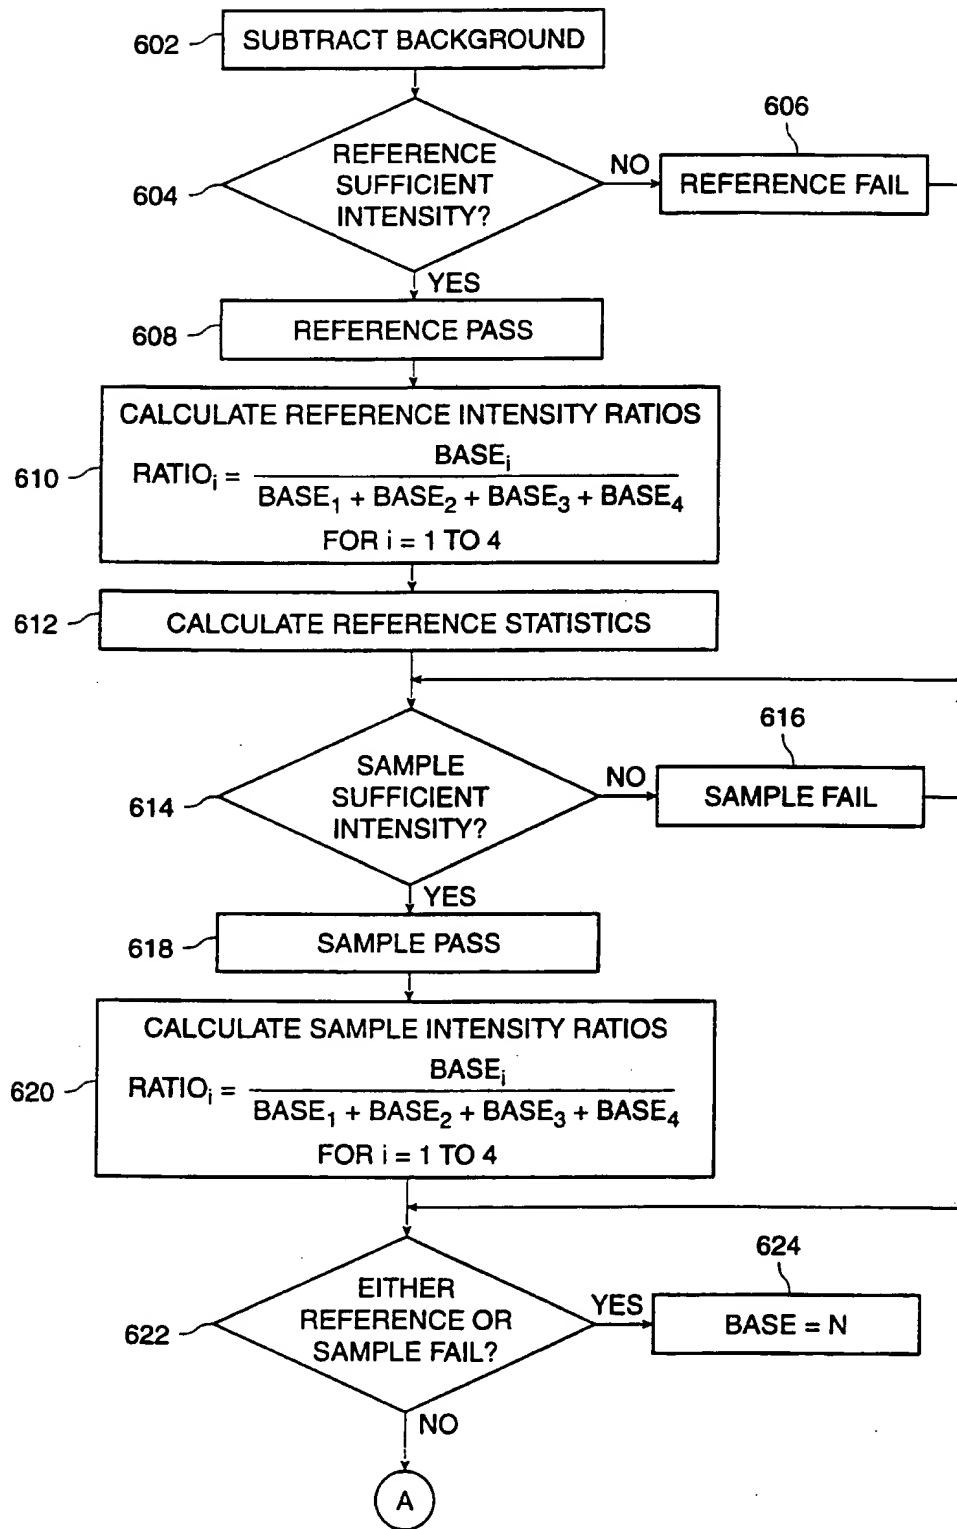 602
SUBTRACT BACKGROUND
606
604
REFERENCE
SUFFICIENT
INTENSITY?
NO
REFERENCE FAIL
YES
608
REFERENCE PASS
610
CALCULATE REFERENCE INTENSITY RATIOS
RATIOi = BASEi / BASE1 + BASE2 + BASE3 + BASE4
FOR i = 1 TO 4
612
CALCULATE REFERENCE STATISTICS
616
614
SAMPLE
SUFFICIENT
INTENSITY?
NO
SAMPLE FAIL
YES
618
SAMPLE PASS
620
CALCULATE SAMPLE INTENSITY RATIOS
RATIOi = BASEi / BASE1 + BASE2 + BASE3 + BASE4
FOR i = 1 TO 4
624
622
EITHER
REFERENCE OR
SAMPLE FAIL?
YES
BASE = N
NO
A